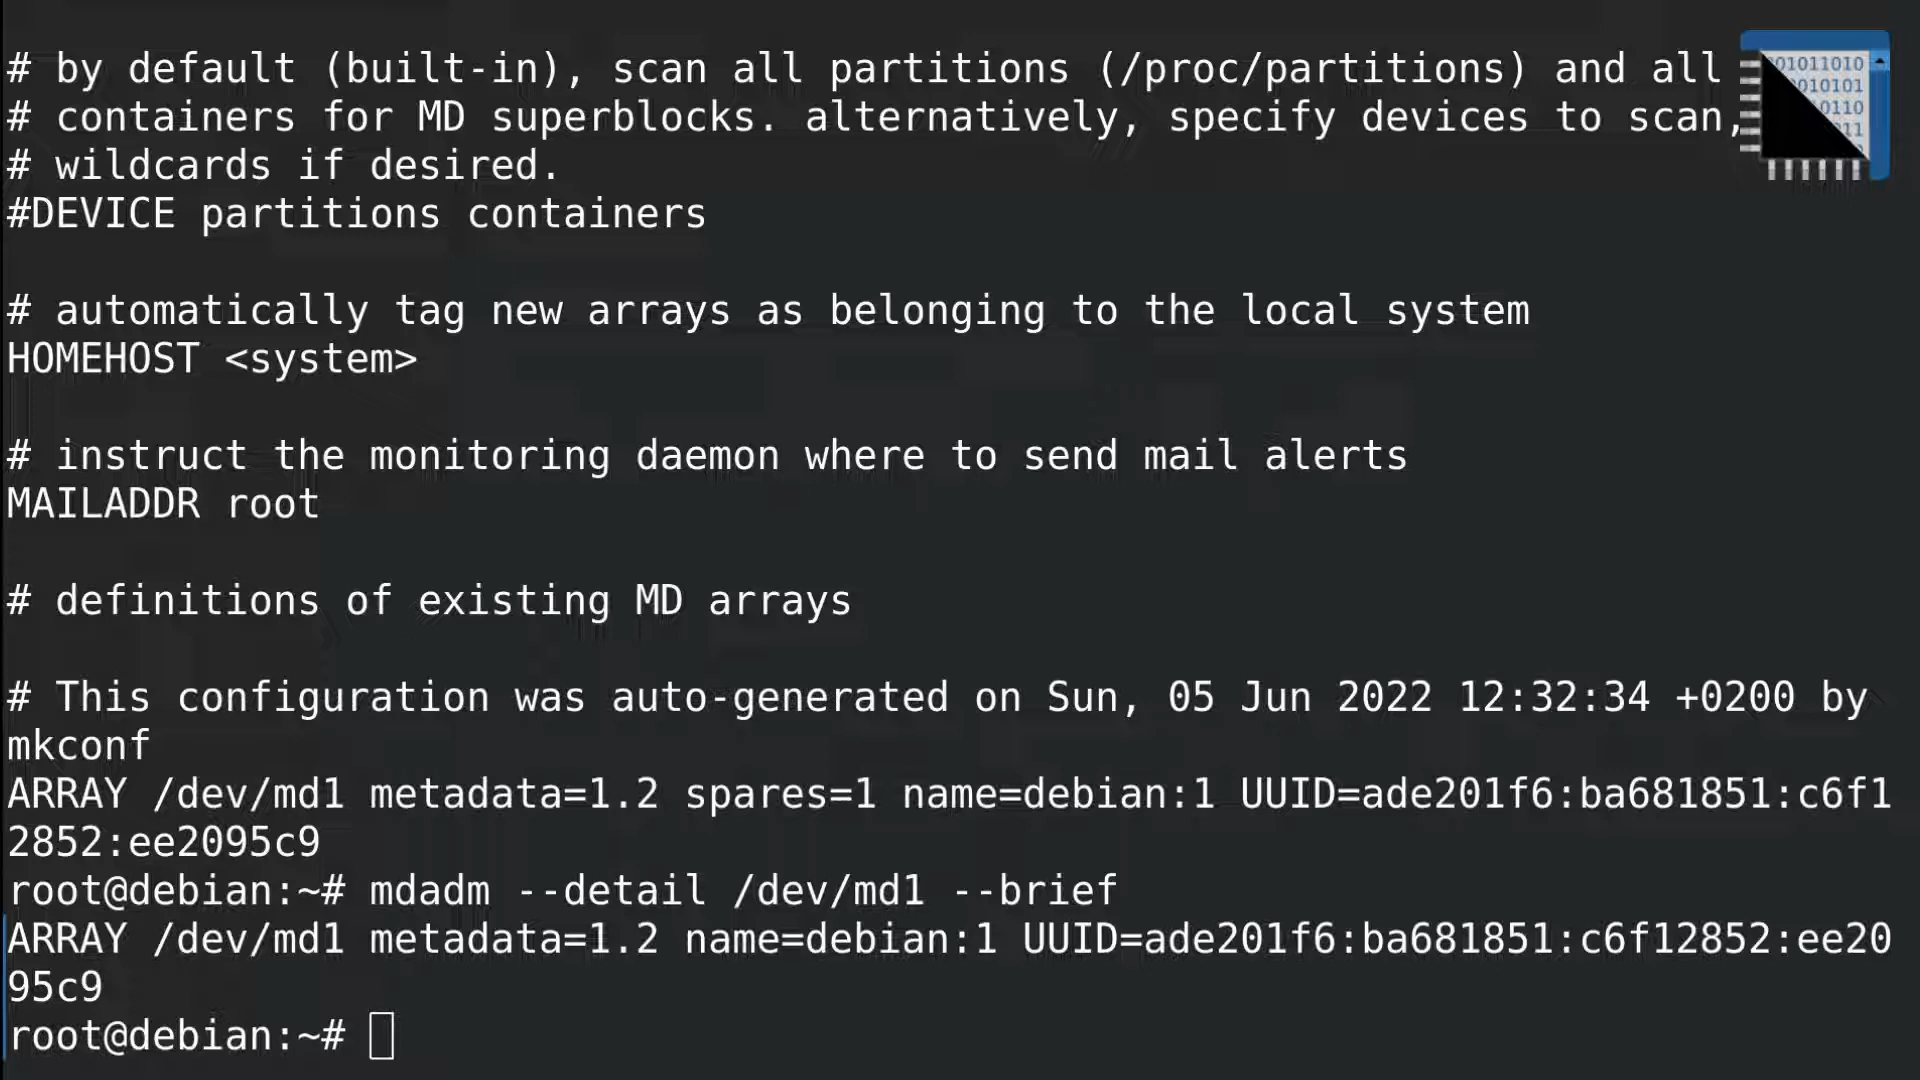 # by default (built-in), scan all partitions (/proc/partitions) and all
# containers for MD superblocks. alternatively, specify devices to scan,
# wildcards if desired.
#DEVICE partitions containers
# automatically tag new arrays as belonging to the local system
HOMEHOST <system>
# instruct the monitoring daemon where to send mail alerts
MAILADDR root
# definitions of existing MD arrays
# This configuration was auto-generated on Sun, 05 Jun 2022 12:32:34 +0200 by
mkconf
ARRAY /dev/md1 metadata=1.2 spares=1 name=debian:1 UUID=ade201f6:ba681851:c6f1
2852:ee2095c9
root@debian:~# mdadm --detail /dev/md1 --brief
ARRAY /dev/md1 metadata=1.2 name=debian:1 UUID=ade201f6:ba681851:c6f12852:ee20
95c9
root@debian:~#